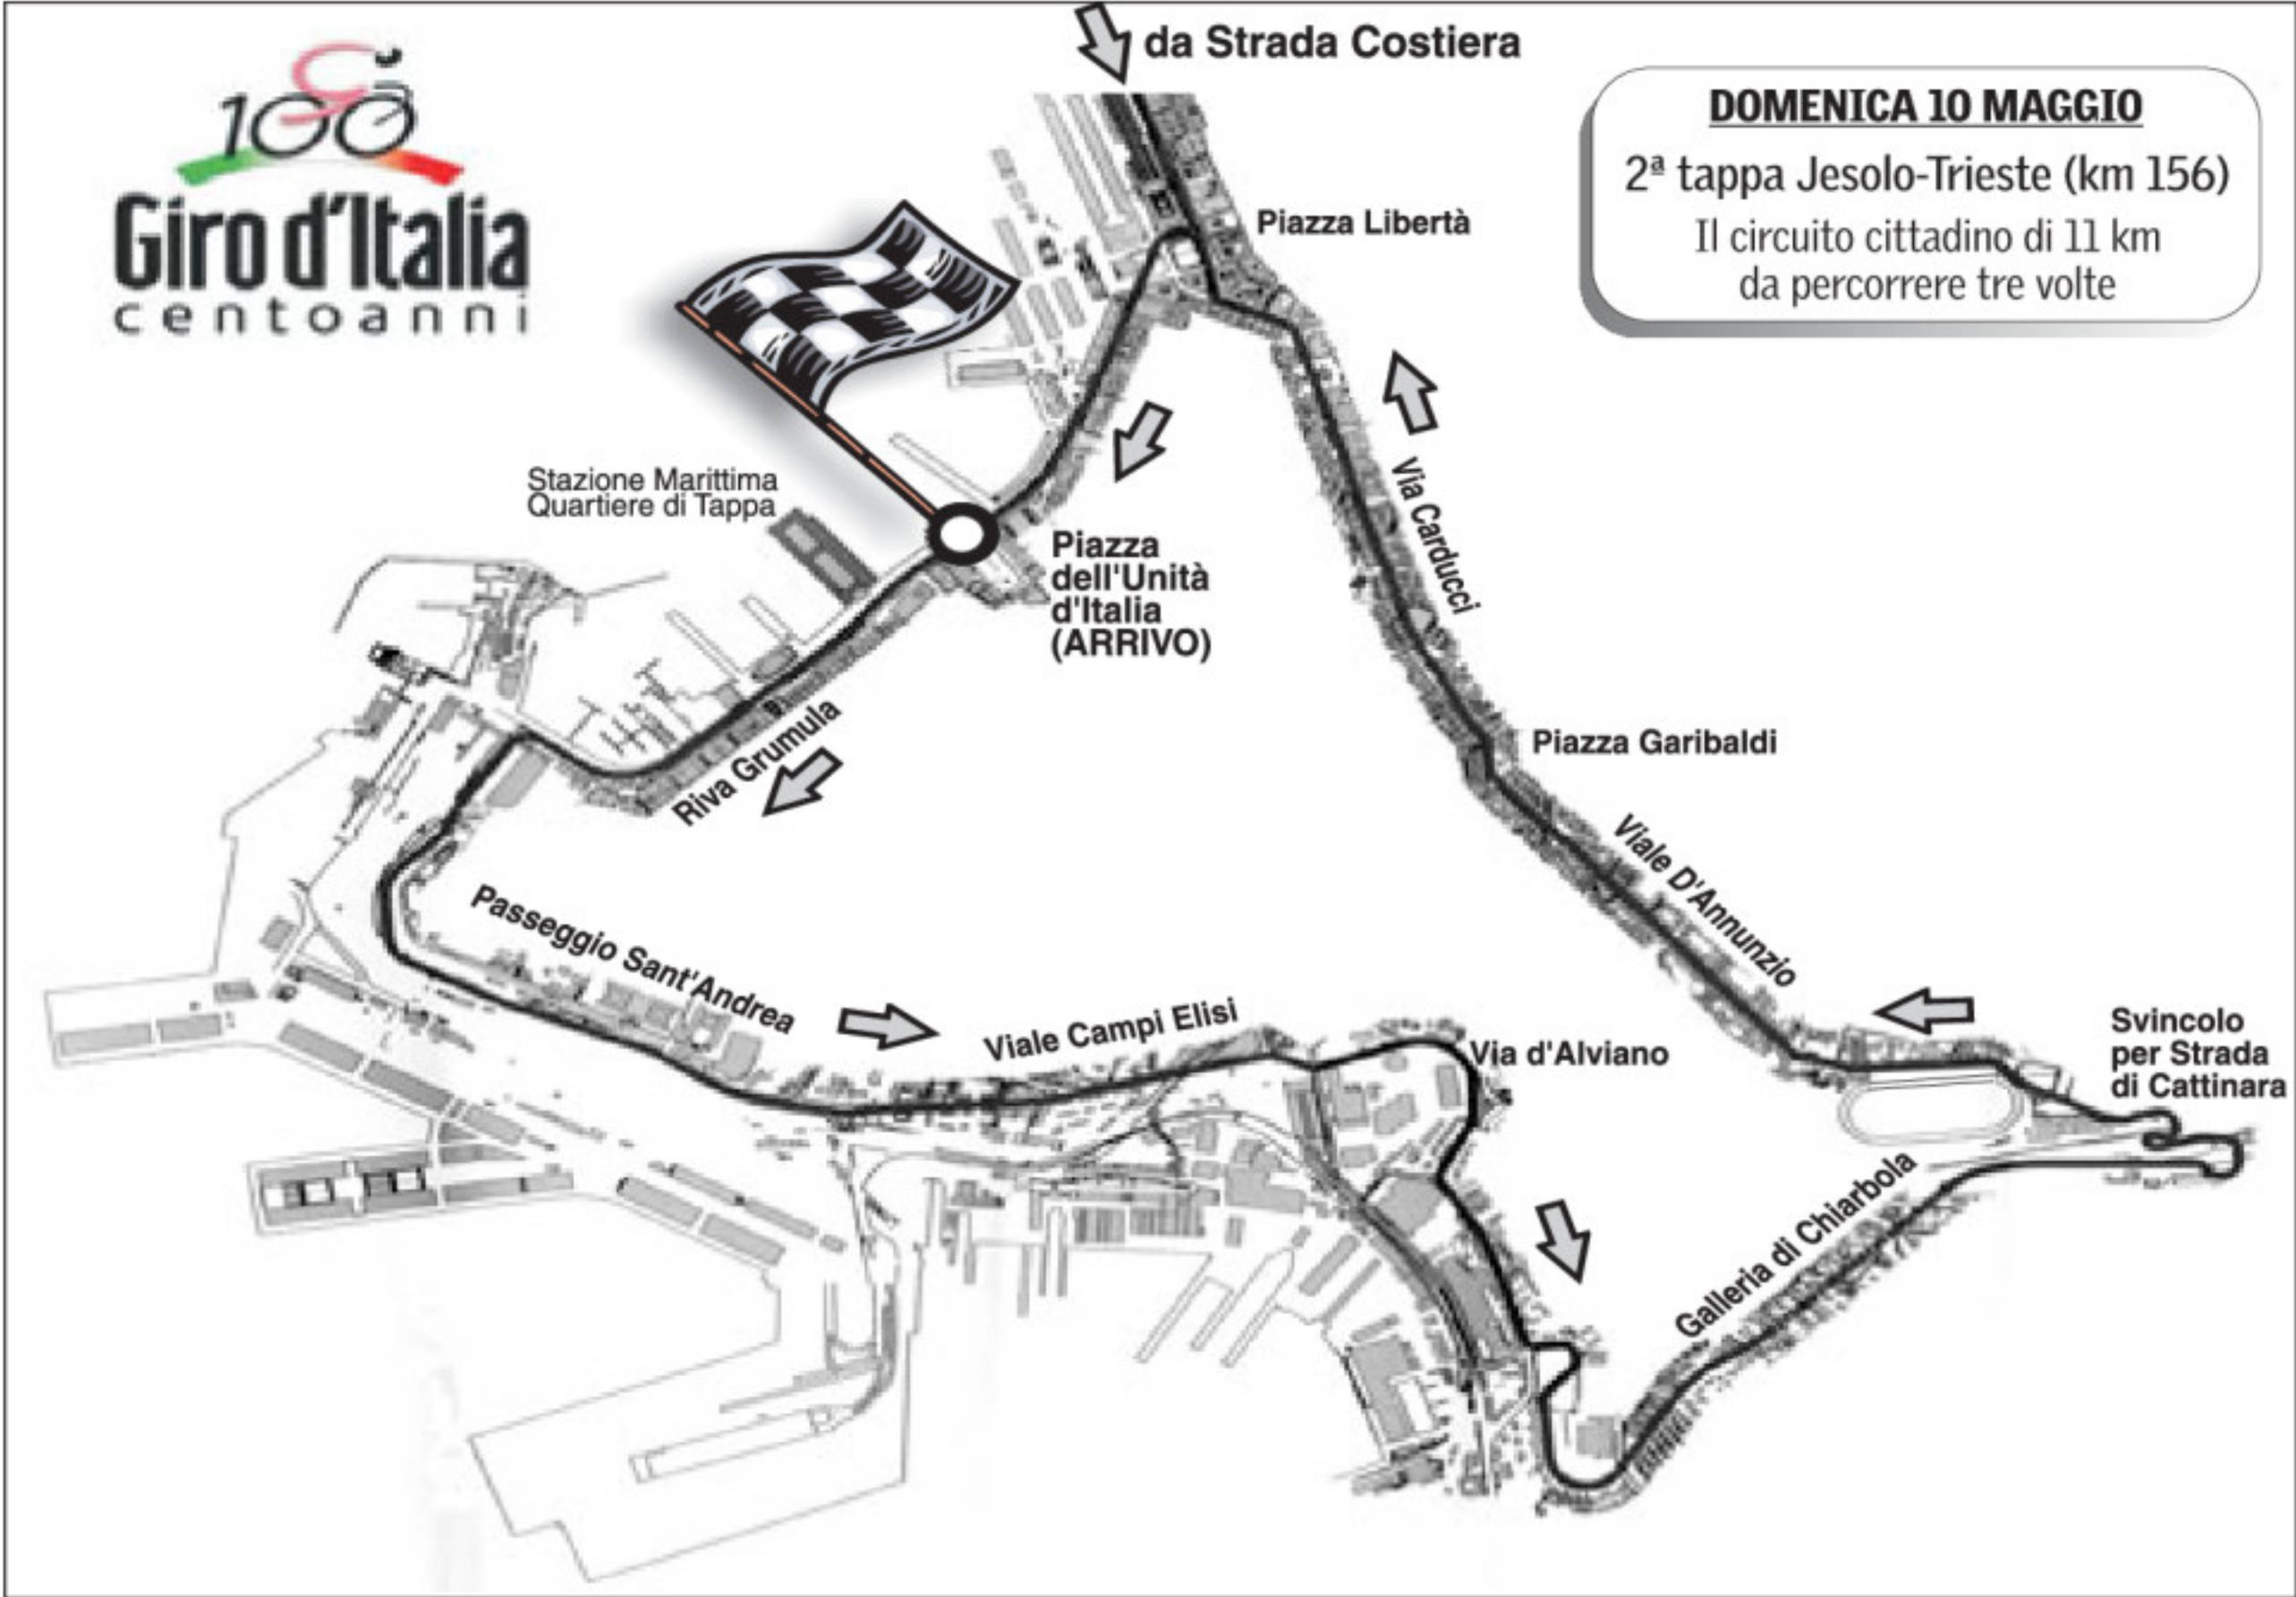 da Strada Costiera
100
Giro d'Italia
centoanni
DOMENICA 10 MAGGIO
2ª tappa Jesolo-Trieste (km 156)
Il circuito cittadino di 11 km
da percorrere tre volte
Piazza Libertà
Stazione Marittima
Quartiere di Tappa
Piazza
dell'Unità
d'Italia
(ARRIVO)
Via Carducci
Riva Grumula
Piazza Garibaldi
Viale D'Annunzio
Passeggio Sant'Andrea
Viale Campi Elisi
Via d'Alviano
Svincolo
per Strada
di Cattinara
Galleria di Chiarbola